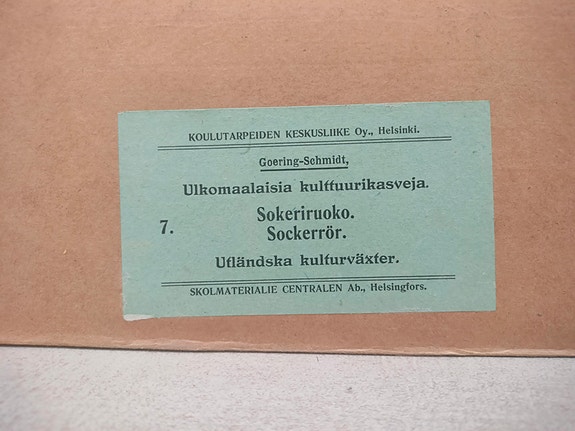 KOULUTARPEIDEN KESKUSLIIKE Oy., Helsinki.
Goering-Schmidt,
Ulkomaalaisia kulttuurikasveja.
7.
Sokeriruoko.
Sockerrör.
Utländska kulturväxter.
SKOLMATERIALIE CENTRALEN Ab., Helsingfors.